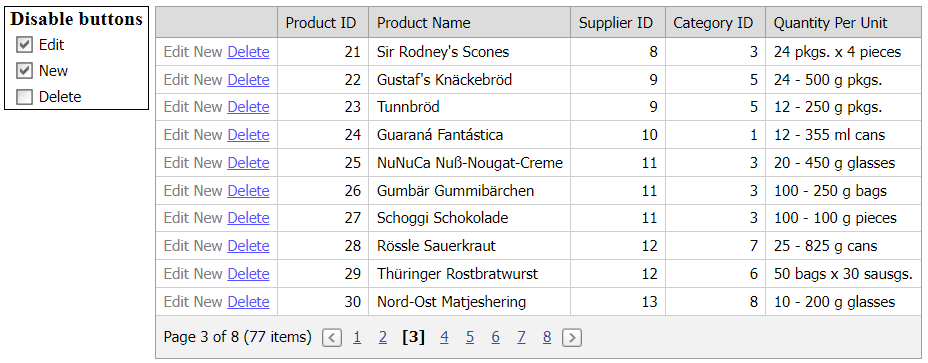 Disable buttons
Edit
New
Delete
Product ID Product Name Supplier ID Category ID Quantity Per Unit
Edit New Delete 21 Sir Rodney's Scones 8 3 24 pkgs. x 4 pieces
Edit New Delete 22 Gustaf's Knäckebröd 9 5 24 - 500 g pkgs.
Edit New Delete 23 Tunnbröd 9 5 12 - 250 g pkgs.
Edit New Delete 24 Guaraná Fantástica 10 1 12 - 355 ml cans
Edit New Delete 25 NuNuCa Nuß-Nougat-Creme 11 3 20 - 450 g glasses
Edit New Delete 26 Gumbär Gummibärchen 11 3 100 - 250 g bags
Edit New Delete 27 Schoggi Schokolade 11 3 100 - 100 g pieces
Edit New Delete 28 Rössle Sauerkraut 12 7 25 - 825 g cans
Edit New Delete 29 Thüringer Rostbratwurst 12 6 50 bags x 30 sausgs.
Edit New Delete 30 Nord-Ost Matjeshering 13 8 10 - 200 g glasses
Page 3 of 8 (77 items) < 1 2 [3] 4 5 6 7 8 >